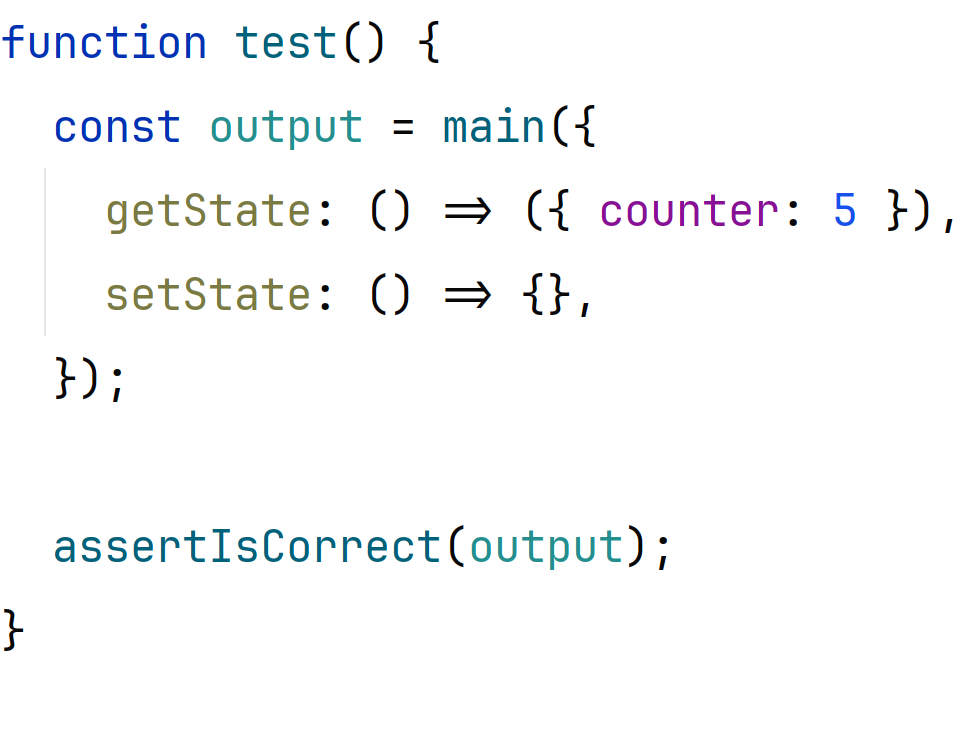 function test() {
  const output = main({
    getState: () => ({ counter: 5 }),
    setState: () => {},
  });

  assertIsCorrect(output);
}